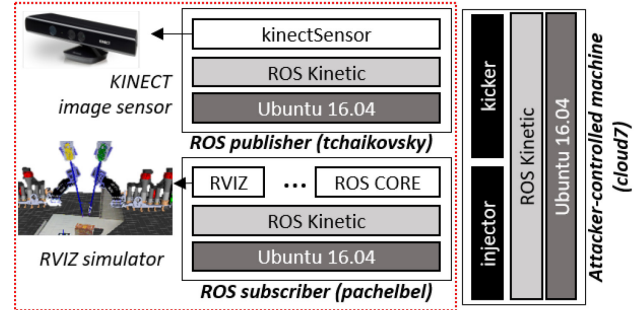 kinectSensor
ROS Kinetic
Ubuntu 16.04
ROS publisher (tchaikovsky)
KINECT
image sensor
RVIZ
...
ROS CORE
ROS Kinetic
Ubuntu 16.04
ROS subscriber (pachelbel)
RVIZ simulator
kicker
injector
ROS Kinetic
Ubuntu 16.04
Attacker-controlled machine
(cloud7)